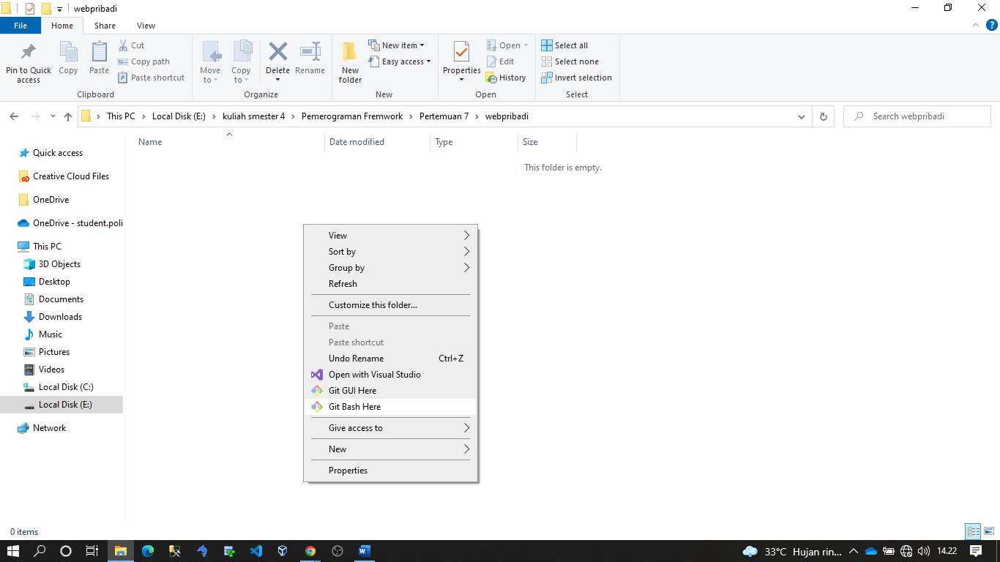 webpribadi
File Home Share View
Pin to Quick access
Copy
Paste
Cut
Copy path
Paste shortcut
Clipboard
Move to
Copy to
Delete
Rename
Organize
New folder
New item
Easy access
New
Properties
Open
Edit
History
Open
Select all
Select none
Invert selection
Select
This PC > Local Disk (E:) > kuliah smester 4 > Pemerograman Fremwork > Pertemuan 7 > webpribadi
Search webpribadi
Name Date modified Type Size
This folder is empty.
Quick access
Creative Cloud Files
OneDrive
OneDrive - student.poli
This PC
3D Objects
Desktop
Documents
Downloads
Music
Pictures
Videos
Local Disk (C:)
Local Disk (E:)
Network
View
Sort by
Group by
Refresh
Customize this folder...
Paste
Paste shortcut
Undo Rename Ctrl+Z
Open with Visual Studio
Git GUI Here
Git Bash Here
Give access to
New
Properties
0 items
33°C Hujan rin... 14.22